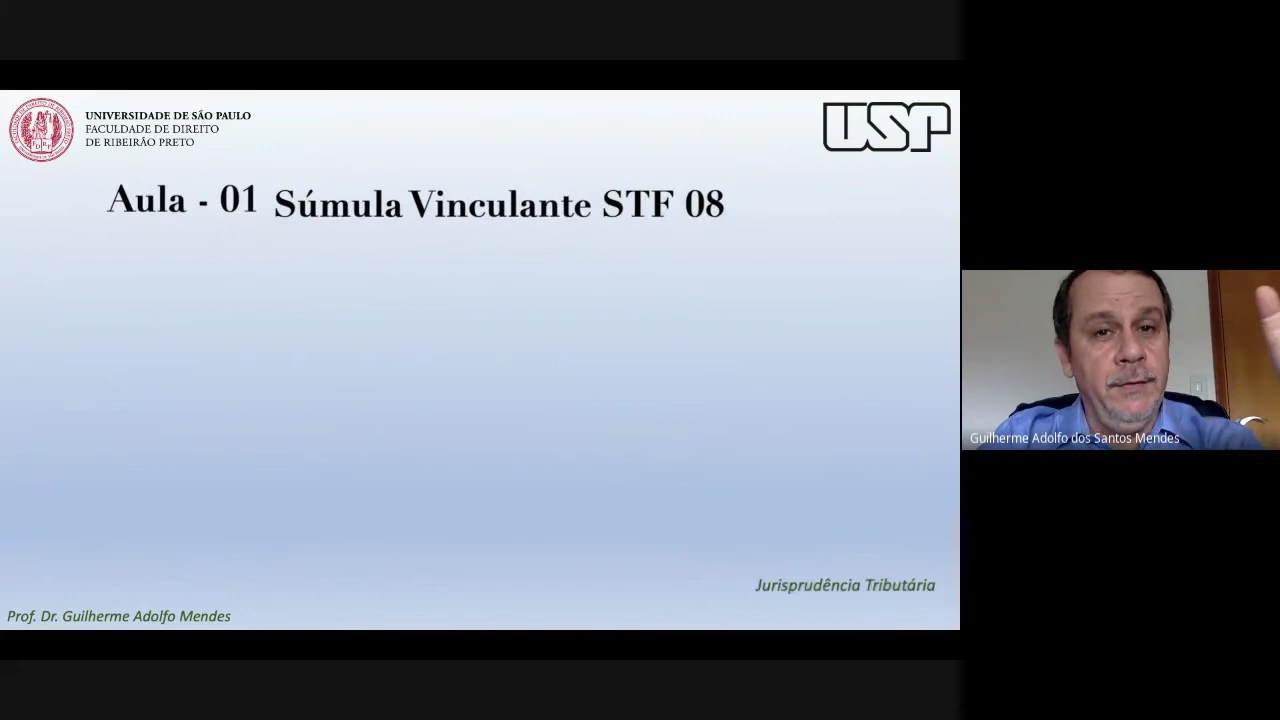 UNIVERSIDADE DE SÃO PAULO
FACULDADE DE DIREITO
DE RIBEIRÃO PRETO
USP
Aula - 01 Súmula Vinculante STF 08
Guilherme Adolfo dos Santos Mendes
Jurisprudência Tributária
Prof. Dr. Guilherme Adolfo Mendes